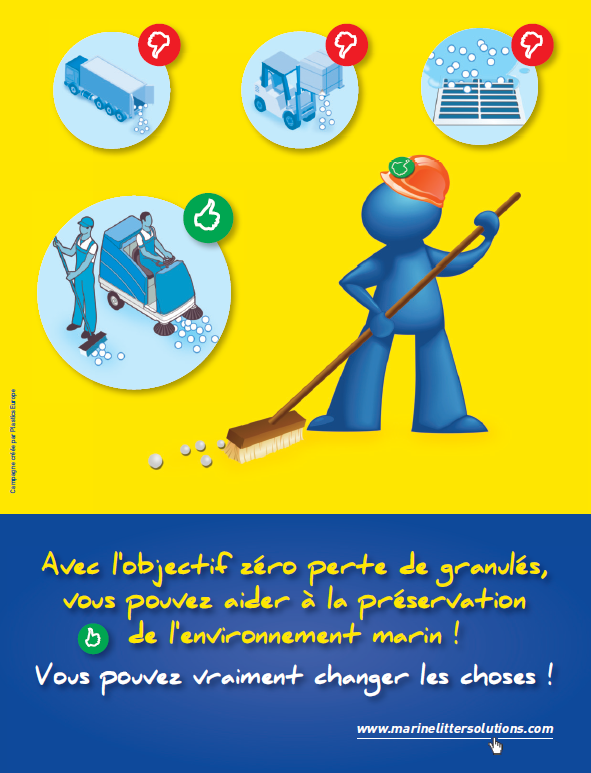 Campagne créée par Plastics Europe
Avec l'objectif zéro perte de granulés,
vous pouvez aider à la préservation
de l'environnement marin !
Vous pouvez vraiment changer les choses !
www.marinelittersolutions.com